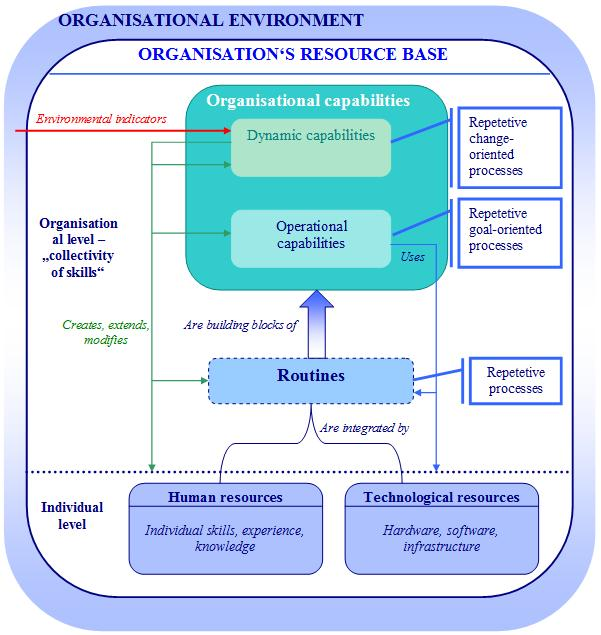 ORGANISATIONAL ENVIRONMENT
ORGANISATION‘S RESOURCE BASE
Organisational capabilities
Environmental indicators
Dynamic capabilities
Repetetive
change-
oriented
processes
Operational
capabilities
Repetetive
goal-oriented
processes
Organisation
al level –
„collectivity
of skills“
Uses
Creates, extends,
modifies
Are building blocks of
Routines
Repetetive
processes
Are integrated by
Individual
level
Human resources
Individual skills, experience,
knowledge
Technological resources
Hardware, software,
infrastructure